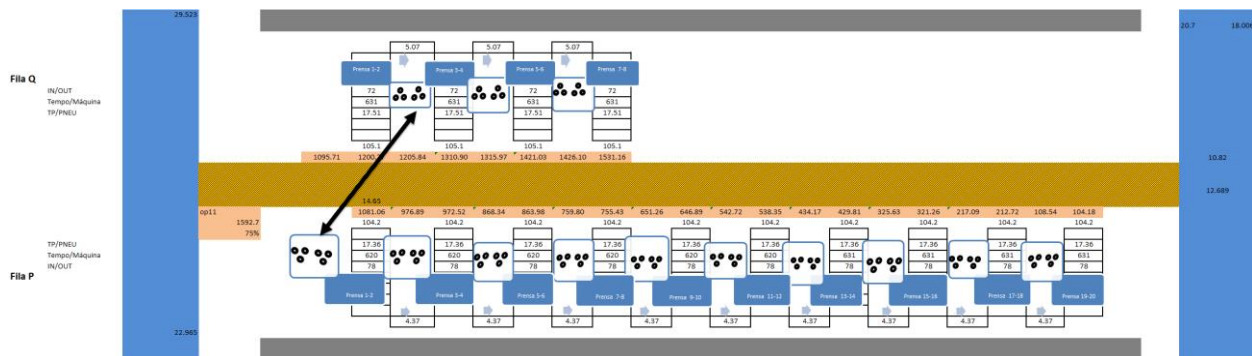 29.523
20.7 18.006
5.07 5.07 5.07
Prensa 1-2 Prensa 3-4 Prensa 5-6 Prensa 7-8
Fila Q
IN/OUT 72 72 72 72
Tempo/Máquina 631 631 631 631
TP/PNEU 17.51 17.51 17.51 17.51
105.1 105.1 105.1 105.1
1095.71 1205.84 1310.90 1315.97 1421.03 1426.10 1531.16
10.82
12.689
14.65
op11 1081.06 976.89 972.52 868.34 863.98 759.80 755.43 651.26 646.89 542.72 538.35 434.17 429.81 325.63 321.26 217.09 212.72 108.54 104.18
1592.7 104.2 104.2 104.2 104.2 104.2 104.2 104.2 104.2 104.2 104.2
75%
TP/PNEU 17.36 17.36 17.36 17.36 17.36 17.36 17.36 17.36 17.36 17.36
Tempo/Máquina 620 620 620 620 620 620 620 631 631 631
IN/OUT 78 78 78 78 78 78 78 78 78
Fila P
Prensa 1-2 Prensa 3-4 Prensa 5-6 Prensa 7-8 Prensa 9-10 Prensa 11-12 Prensa 13-14 Prensa 15-16 Prensa 17-18 Prensa 19-20
4.37 4.37 4.37 4.37 4.37 4.37 4.37 4.37 4.37
22.965